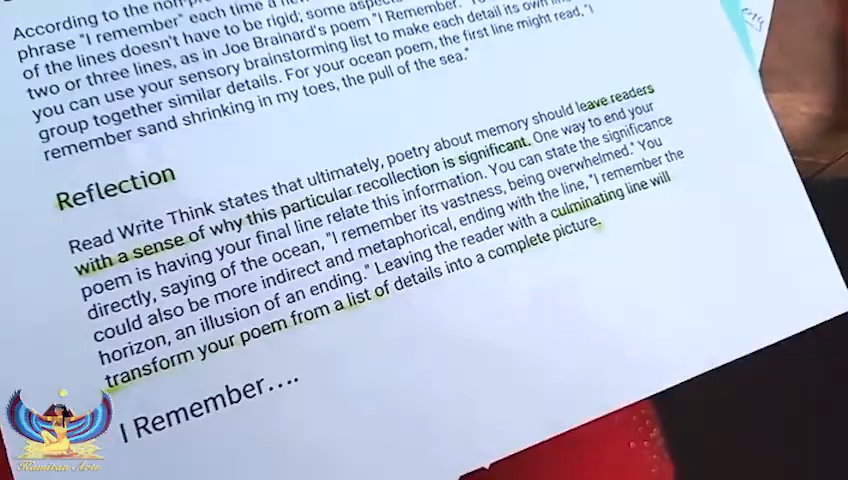 According to the non-
phrase "I remember" each time a
of the lines doesn't have to be rigid; some aspects
two or three lines, as in Joe Brainard's poem "I Remember."
you can use your sensory brainstorming list to make each detail its own
group together similar details. For your ocean poem, the first line might read, "I
remember sand shrinking in my toes, the pull of the sea."
Reflection
Read Write Think states that ultimately, poetry about memory should leave readers
with a sense of why this particular recollection is significant. One way to end your
poem is having your final line relate this information. You can state the significance
directly, saying of the ocean, "I remember its vastness, being overwhelmed." You
could also be more indirect and metaphorical, ending with the line, "I remember the
horizon, an illusion of an ending." Leaving the reader with a culminating line will
transform your poem from a list of details into a complete picture.
I Remember....
Kamitan Arts